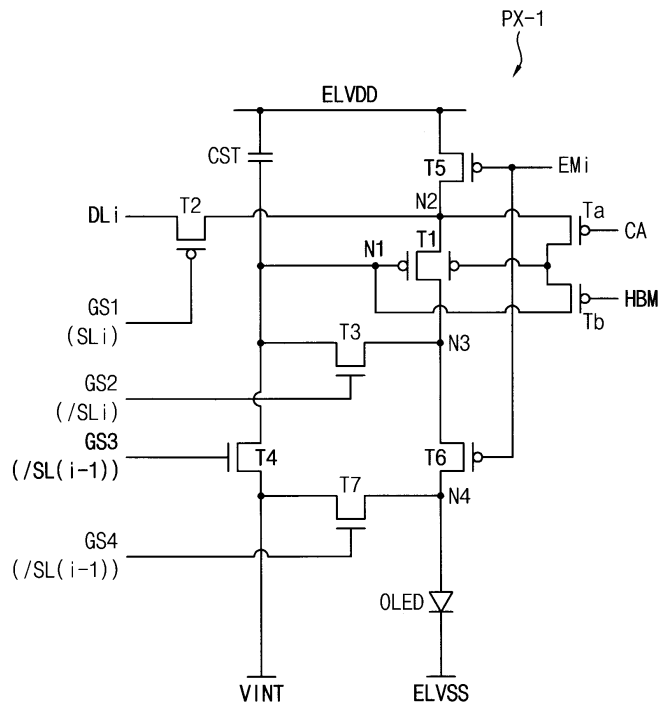 PX-1
ELVDD
CST
T5
EMi
DLi
T2
N2
Ta
CA
N1
T1
HBM
Tb
GS1
(SLi)
T3
N3
GS2
(/SLi)
GS3
(/SL(i-1))
T4
T6
T7
N4
GS4
(/SL(i-1))
OLED
VINT
ELVSS